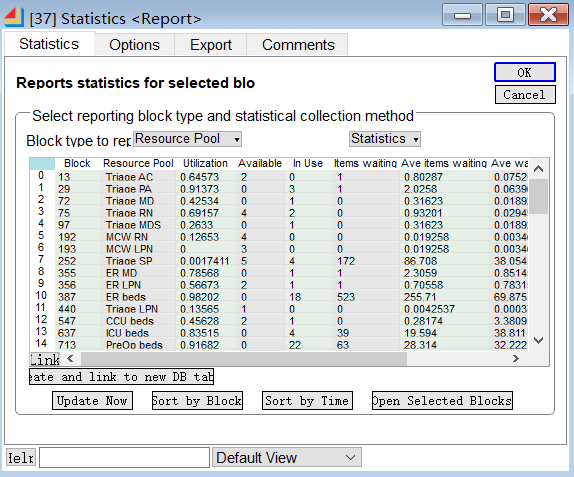 [37] Statistics <Report>
Statistics Options Export Comments
Reports statistics for selected blo
OK
Cancel
Select reporting block type and statistical collection method
Block type to rep Resource Pool Statistics
Block Resource Pool Utilization Available In Use Items waiting Ave items waiting Ave wa
0 13 Triage AC 0.64573 2 0 1 0.80287 0.0752
1 29 Triage PA 0.91373 0 3 1 2.0258 0.0639
2 72 Triage MD 0.42534 0 1 0 0.31623 0.0189
3 75 Triage RN 0.69157 4 2 0 0.93201 0.0294
4 97 Triage MDS 0.2633 0 1 0 0.31623 0.0189
5 192 MCW RN 0.12653 4 0 0 0.019258 0.0034
6 193 MCW LPN 0 3 0 0 0.019258 0.0034
7 252 Triage SP 0.0017411 5 4 172 86.708 38.054
8 355 ER MD 0.78568 0 1 1 2.3059 0.8514
9 356 ER LPN 0.56673 2 1 1 0.70558 0.7831
10 387 ER beds 0.98202 0 18 523 255.71 69.875
11 440 Triage LPN 0.13565 1 0 0 0.0042537 0.0003
12 547 CCU beds 0.45628 2 1 0 0.28174 3.3809
13 637 ICU beds 0.83515 0 4 39 19.594 38.811
14 713 PreOp beds 0.91682 0 22 63 28.314 32.222
Link
eate and link to new DB tab
Update Now Sort by Block Sort by Time Open Selected Blocks
Help Default View